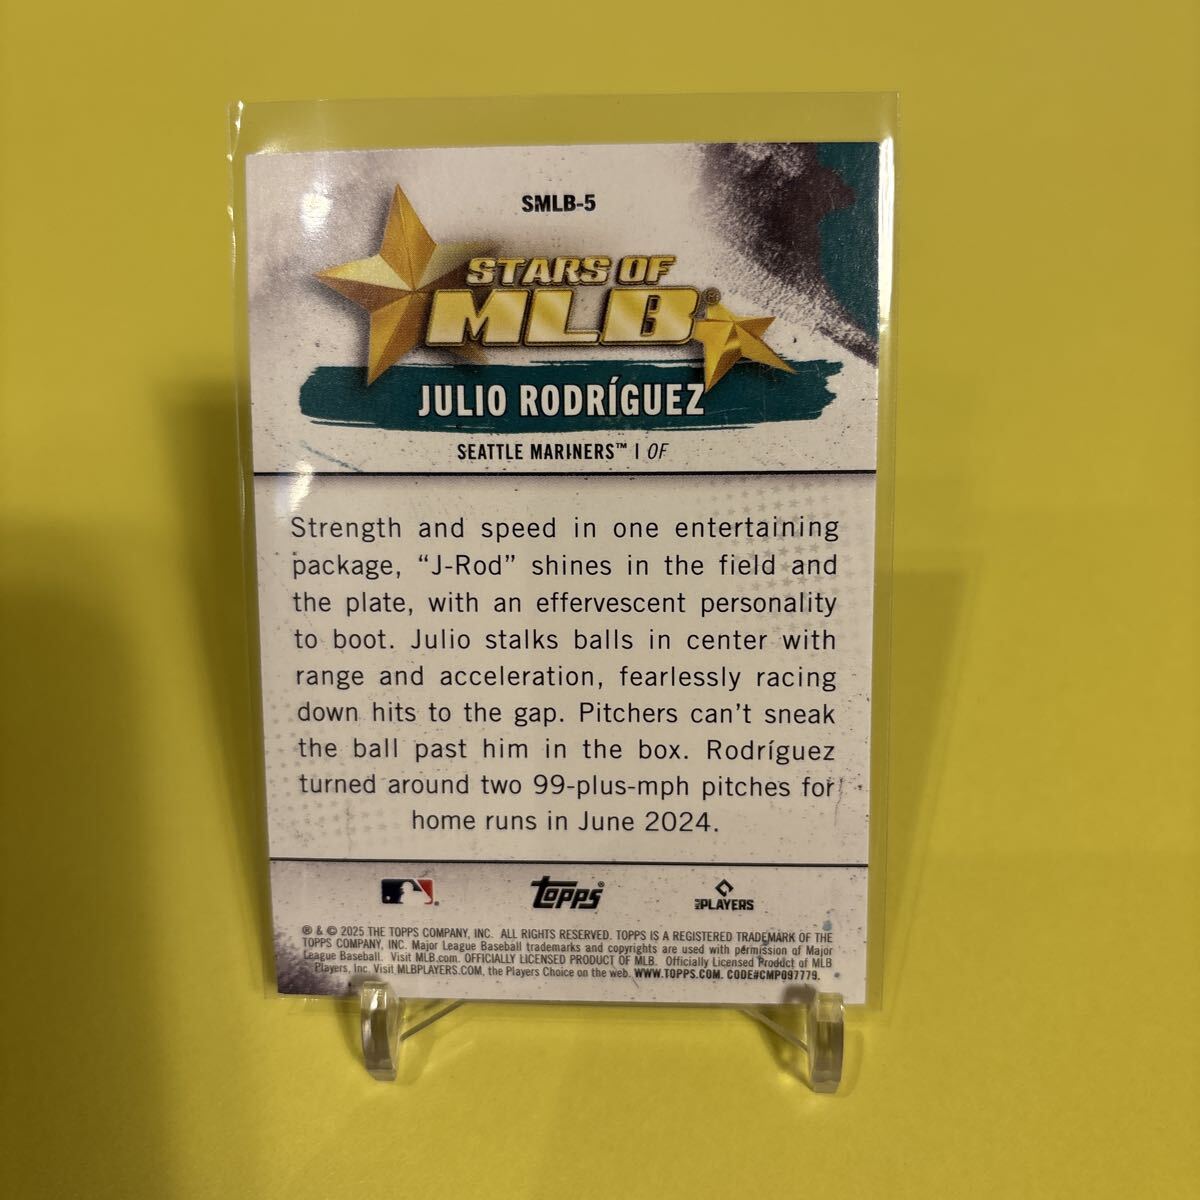 SMLB-5
STARS OF
MLB®
JULIO RODRÍGUEZ
SEATTLE MARINERS™ | OF
Strength and speed in one entertaining
package, “J-Rod” shines in the field and
the plate, with an effervescent personality
to boot. Julio stalks balls in center with
range and acceleration, fearlessly racing
down hits to the gap. Pitchers can’t sneak
the ball past him in the box. Rodríguez
turned around two 99-plus-mph pitches for
home runs in June 2024.
topps®
MLB PLAYERS
® & © 2025 THE TOPPS COMPANY, INC. ALL RIGHTS RESERVED. TOPPS IS A REGISTERED TRADEMARK OF THE
TOPPS COMPANY, INC. Major League Baseball trademarks and copyrights are used with permission of Major
League Baseball. Visit MLB.com. OFFICIALLY LICENSED PRODUCT OF MLB. Officially Licensed Product of MLB
Players, Inc. Visit MLBPLAYERS.COM, the Players Choice on the web. WWW.TOPPS.COM. CODE#CMP097779.